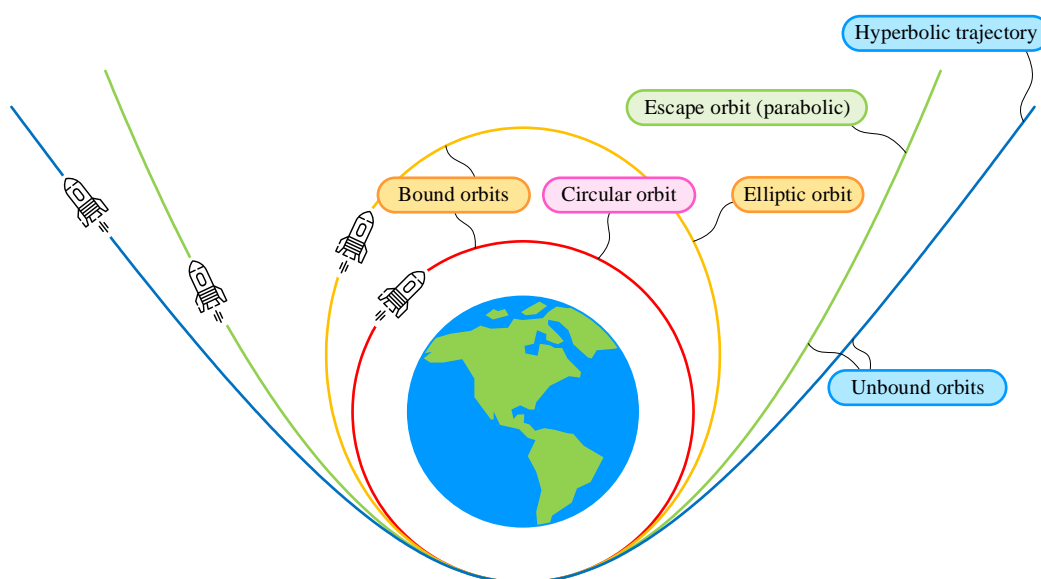 Hyperbolic trajectory
Escape orbit (parabolic)
Bound orbits
Circular orbit
Elliptic orbit
Unbound orbits